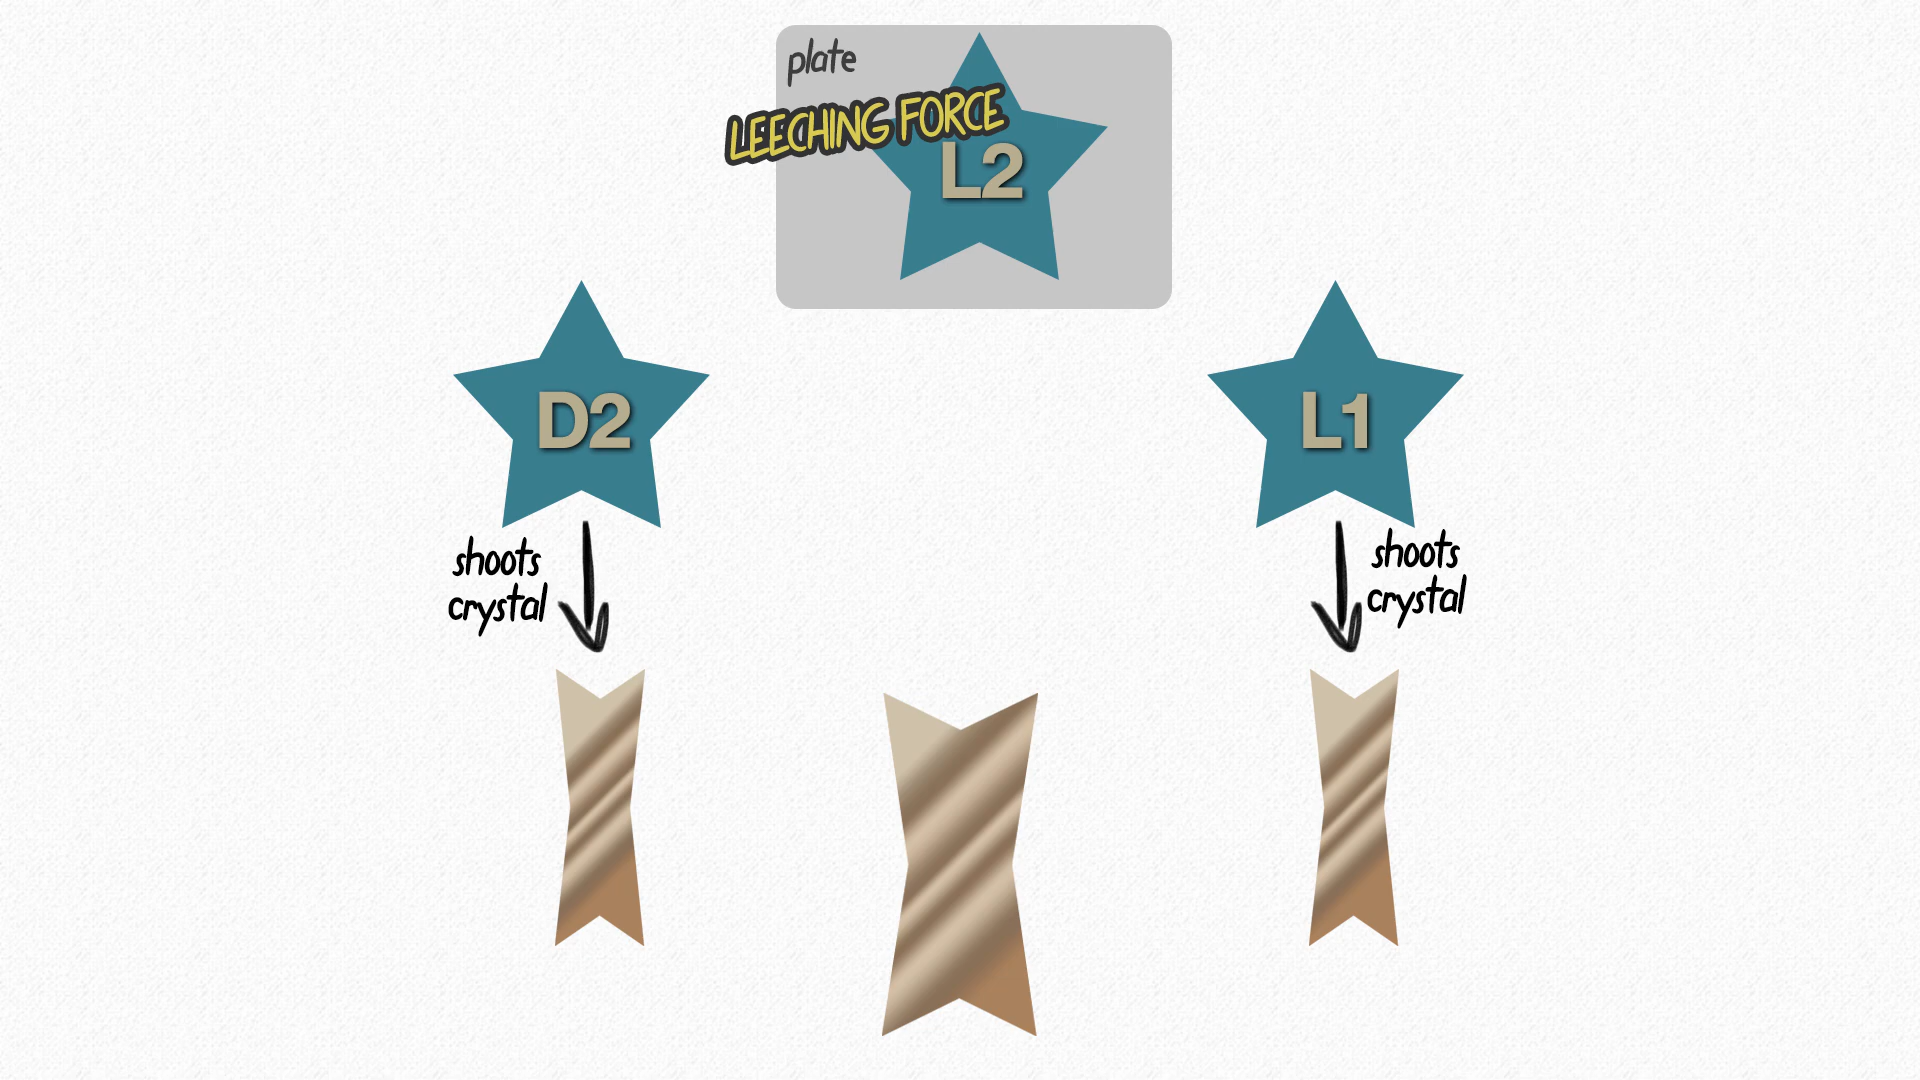 plate
LEECHING FORCE
L2
D2
L1
shoots
crystal
shoots
crystal